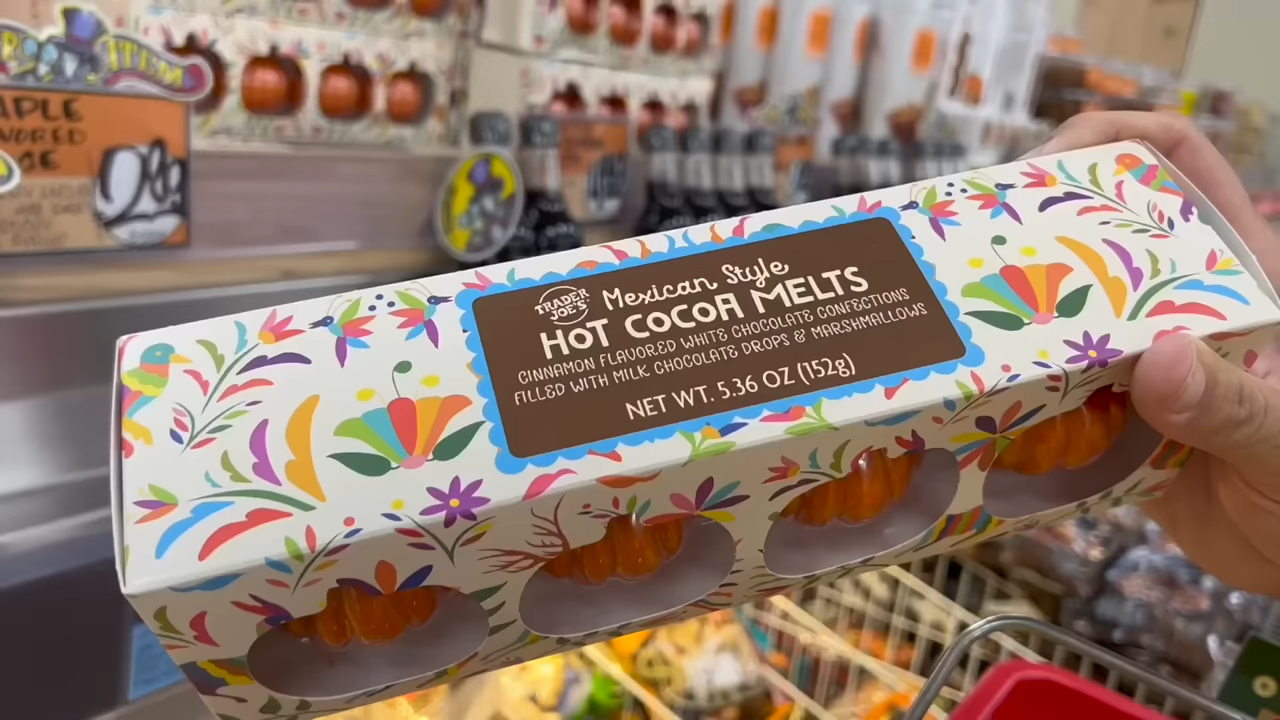 TRADER
JOE'S
Mexican Style
HOT COCOA MELTS
CINNAMON FLAVORED WHITE CHOCOLATE CONFECTIONS
FILLED WITH MILK CHOCOLATE DROPS & MARSHMALLOWS
NET WT. 5.36 OZ (152g)